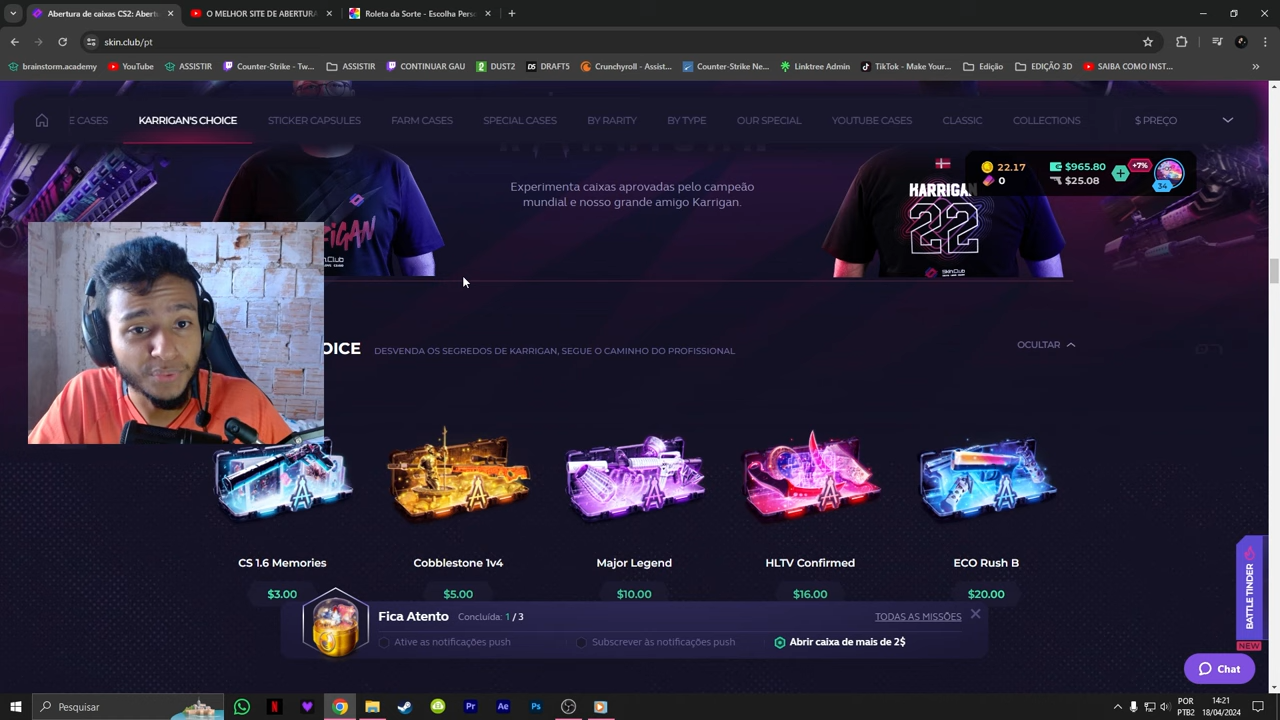 Abertura de caixas CS2: Abert
O MELHOR SITE DE ABERTURA
Roleta da Sorte - Escolha Pers
skin.club/pt
brainstorm.academy
YouTube
ASSISTIR
Counter-Strike - Tw...
ASSISTIR
CONTINUAR GAU
DUST2
DRAFT5
Crunchyroll - Assist...
Counter-Strike Ne...
Linktree Admin
TikTok - Make Your...
Edição
EDIÇÃO 3D
SAIBA COMO INST...
E CASES
KARRIGAN'S CHOICE
STICKER CAPSULES
FARM CASES
SPECIAL CASES
BY RARITY
BY TYPE
OUR SPECIAL
YOUTUBE CASES
CLASSIC
COLLECTIONS
$ PREÇO
22.17
$965.80
+7%
0
$25.08
34
Experimenta caixas aprovadas pelo campeão
mundial e nosso grande amigo Karrigan.
HARRIGAN
22
SkinClub
OICE
DESVENDA OS SEGREDOS DE KARRIGAN, SEGUE O CAMINHO DO PROFISSIONAL
OCULTAR
CS 1.6 Memories
Cobblestone 1v4
Major Legend
HLTV Confirmed
ECO Rush B
$3.00
$5.00
$10.00
$16.00
$20.00
Fica Atento
Concluída: 1 / 3
TODAS AS MISSÕES
Ative as notificações push
Subscrever às notificações push
Abrir caixa de mais de 2$
BATTLE TINDER
NEW
Chat
Pesquisar
POR
PTB2
14:21
18/04/2024